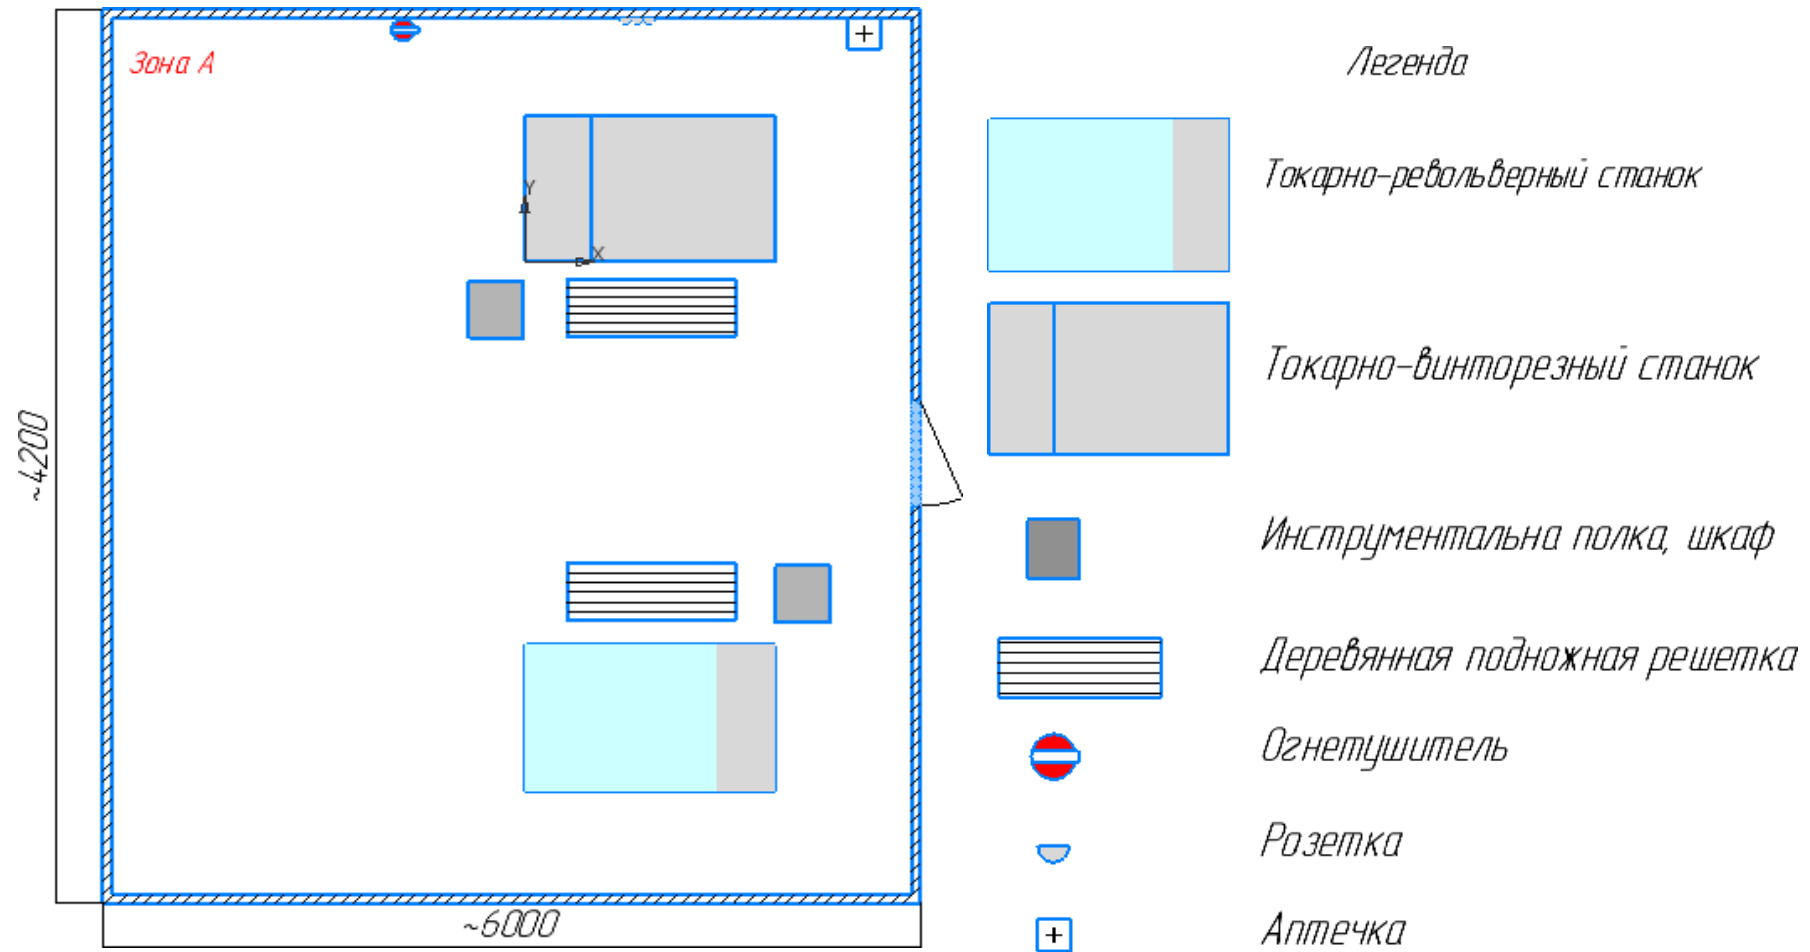 Зона А
Y
X
~4200
~6000
Легенда
Токарно-револьверный станок
Токарно-винторезный станок
Инструментальна полка, шкаф
Деревянная подножная решетка
Огнетушитель
Розетка
Аптечка